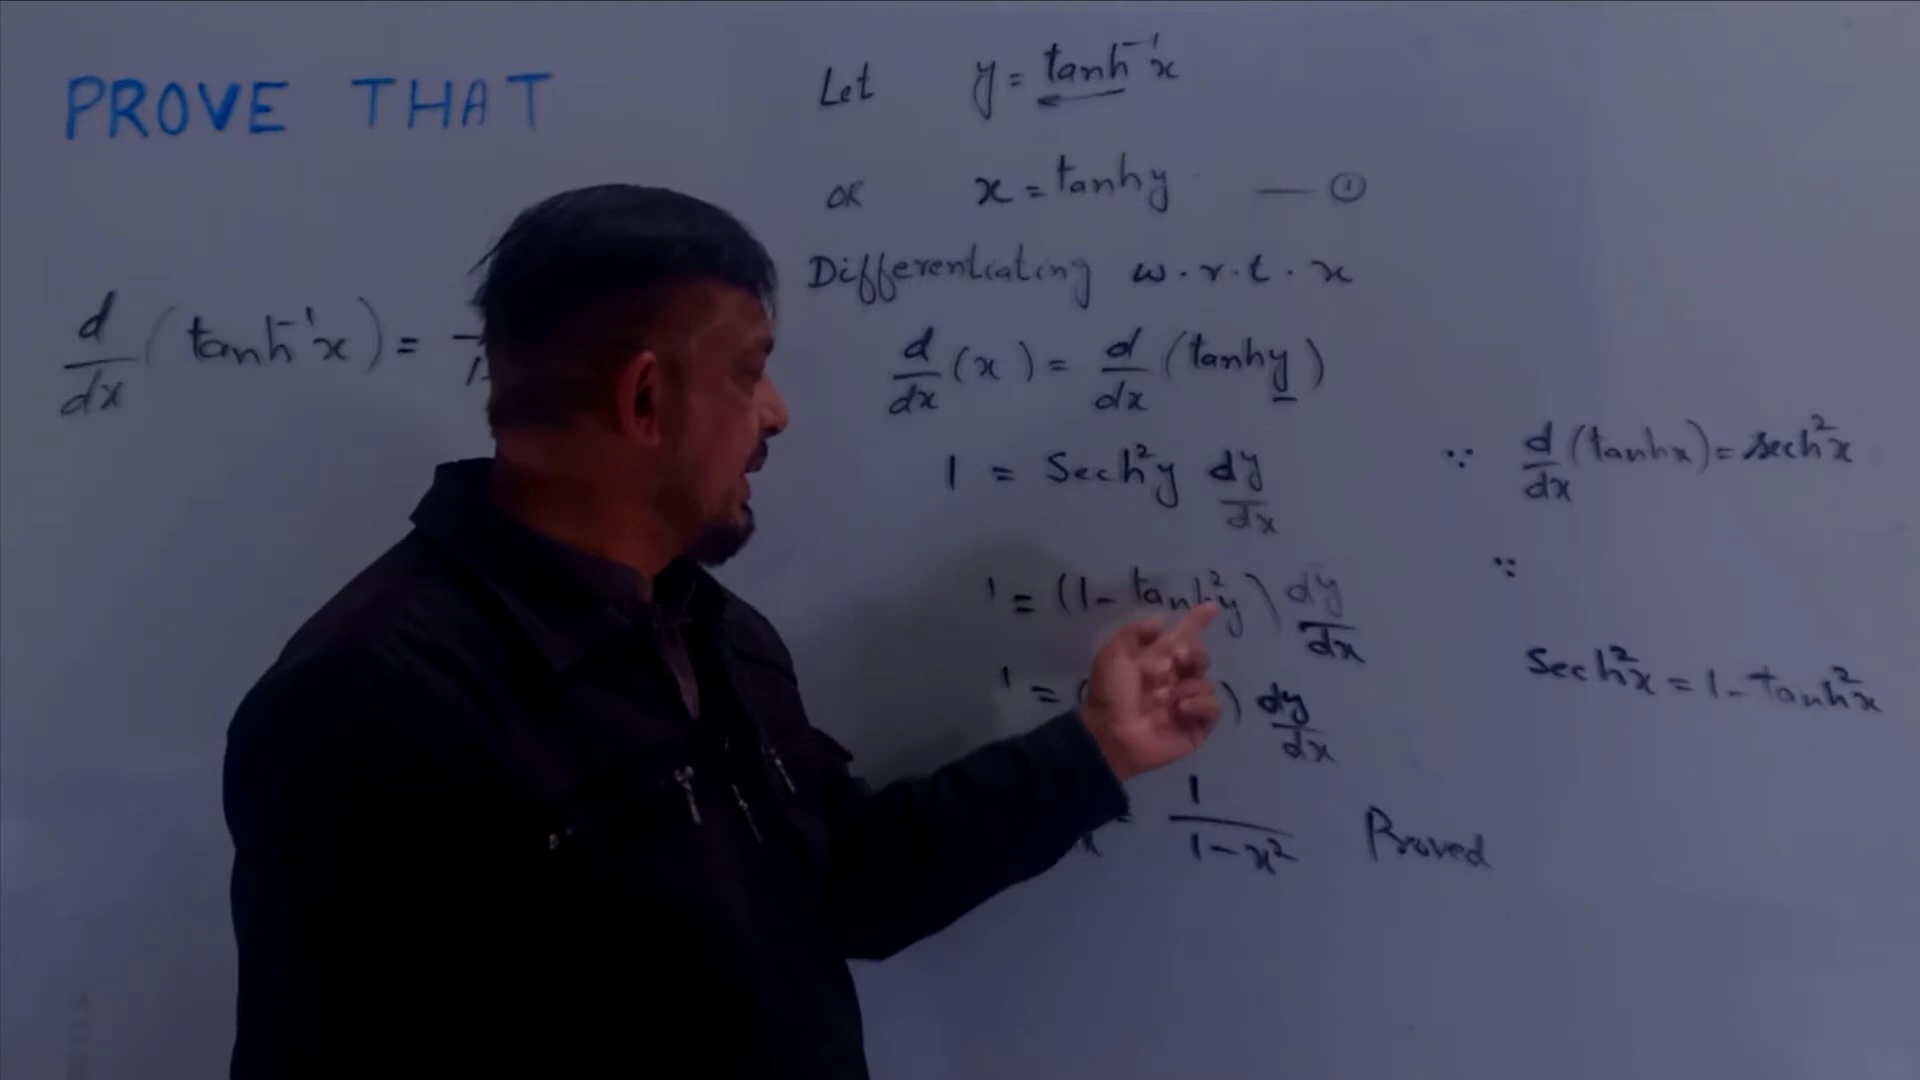 PROVE THAT
d/dx (tanh⁻¹x) =
Let y = tanh⁻¹x
OR x = tanhy — ①
Differentiating w.r.t. x
d/dx (x) = d/dx (tanhy)
1 = Sech²y dy/dx ∵ d/dx (tanhx) = sech²x
1 = (1 - tanh²y) dy/dx ∵
Sech²x = 1 - tanh²x
1 = ( ) dy/dx
= 1/1-x² Proved